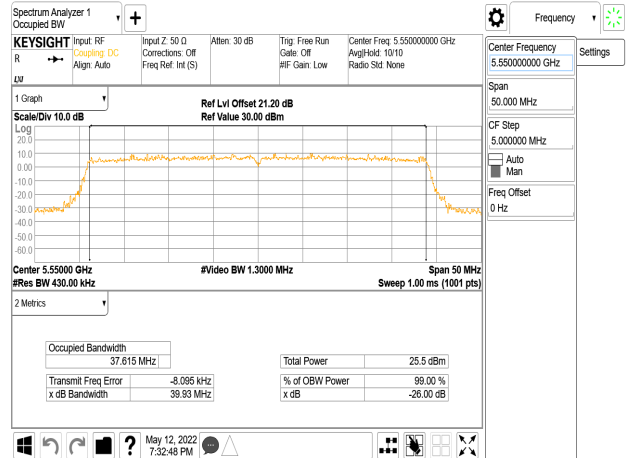 Spectrum Analyzer 1
Occupied BW
Frequency
KEYSIGHT
R
LXI
Input: RF
Coupling: DC
Align: Auto
Input Z: 50 Ω
Corrections: Off
Freq Ref: Int (S)
Atten: 30 dB
Trig: Free Run
Gate: Off
#IF Gain: Low
Center Freq: 5.550000000 GHz
Avg|Hold: 10/10
Radio Std: None
Center Frequency
5.550000000 GHz
Settings
Span
50.000 MHz
CF Step
5.000000 MHz
Auto
Man
Freq Offset
0 Hz
1 Graph
Scale/Div 10.0 dB
Ref Lvl Offset 21.20 dB
Ref Value 30.00 dBm
Log
20.0
10.0
0.00
-10.0
-20.0
-30.0
-40.0
-50.0
-60.0
Center 5.55000 GHz
#Res BW 430.00 kHz
#Video BW 1.3000 MHz
Span 50 MHz
Sweep 1.00 ms (1001 pts)
2 Metrics
Occupied Bandwidth
37.615 MHz
Transmit Freq Error -8.095 kHz
x dB Bandwidth 39.93 MHz
Total Power 25.5 dBm
% of OBW Power 99.00 %
x dB -26.00 dB
?
May 12, 2022
7:32:48 PM